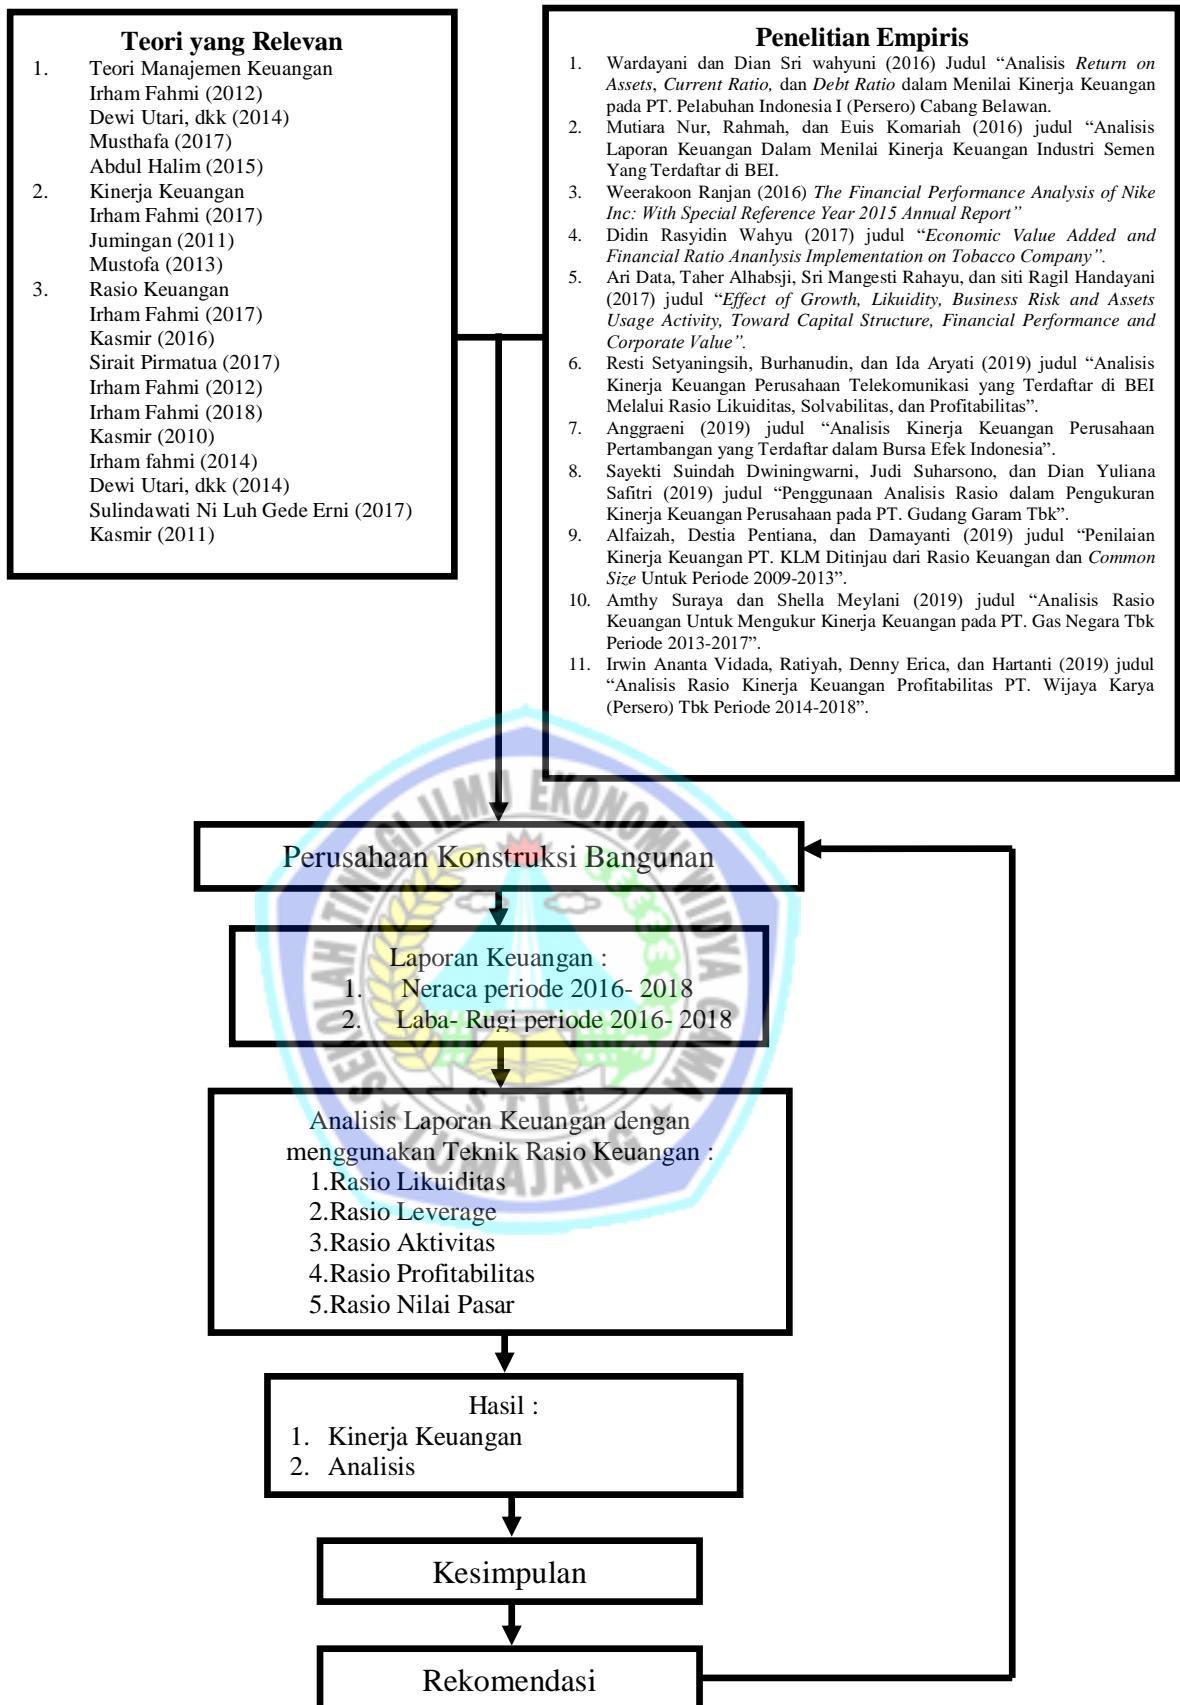 Teori yang Relevan
1. Teori Manajemen Keuangan
Irham Fahmi (2012)
Dewi Utari, dkk (2014)
Musthafa (2017)
Abdul Halim (2015)
2. Kinerja Keuangan
Irham Fahmi (2017)
Jumingan (2011)
Mustofa (2013)
3. Rasio Keuangan
Irham Fahmi (2017)
Kasmir (2016)
Sirait Pirmatua (2017)
Irham Fahmi (2012)
Irham Fahmi (2018)
Kasmir (2010)
Irham fahmi (2014)
Dewi Utari, dkk (2014)
Sulindawati Ni Luh Gede Erni (2017)
Kasmir (2011)
Penelitian Empiris
1. Wardayani dan Dian Sri wahyuni (2016) Judul “Analisis Return on
Assets, Current Ratio, dan Debt Ratio dalam Menilai Kinerja Keuangan
pada PT. Pelabuhan Indonesia I (Persero) Cabang Belawan.
2. Mutiara Nur, Rahmah, dan Euis Komariah (2016) judul “Analisis
Laporan Keuangan Dalam Menilai Kinerja Keuangan Industri Semen
Yang Terdaftar di BEI.
3. Weerakoon Ranjan (2016) The Financial Performance Analysis of Nike
Inc: With Special Reference Year 2015 Annual Report”
4. Didin Rasyidin Wahyu (2017) judul “Economic Value Added and
Financial Ratio Ananlysis Implementation on Tobacco Company”.
5. Ari Data, Taher Alhabsji, Sri Mangesti Rahayu, dan siti Ragil Handayani
(2017) judul “Effect of Growth, Likuidity, Business Risk and Assets
Usage Activity, Toward Capital Structure, Financial Performance and
Corporate Value”.
6. Resti Setyaningsih, Burhanudin, dan Ida Aryati (2019) judul “Analisis
Kinerja Keuangan Perusahaan Telekomunikasi yang Terdaftar di BEI
Melalui Rasio Likuiditas, Solvabilitas, dan Profitabilitas”.
7. Anggraeni (2019) judul “Analisis Kinerja Keuangan Perusahaan
Pertambangan yang Terdaftar dalam Bursa Efek Indonesia”.
8. Sayekti Suindah Dwiningwarni, Judi Suharsono, dan Dian Yuliana
Safitri (2019) judul “Penggunaan Analisis Rasio dalam Pengukuran
Kinerja Keuangan Perusahaan pada PT. Gudang Garam Tbk”.
9. Alfaizah, Destia Pentiana, dan Damayanti (2019) judul “Penilaian
Kinerja Keuangan PT. KLM Ditinjau dari Rasio Keuangan dan Common
Size Untuk Periode 2009-2013”.
10. Amthy Suraya dan Shella Meylani (2019) judul “Analisis Rasio
Keuangan Untuk Mengukur Kinerja Keuangan pada PT. Gas Negara Tbk
Periode 2013-2017”.
11. Irwin Ananta Vidada, Ratiyah, Denny Erica, dan Hartanti (2019) judul
“Analisis Rasio Kinerja Keuangan Profitabilitas PT. Wijaya Karya
(Persero) Tbk Periode 2014-2018”.
SEKOLAH TINGGI ILMU EKONOMI WIDYA GAMA
STIE
LUMAJANG
Perusahaan Konstruksi Bangunan
Laporan Keuangan :
1. Neraca periode 2016- 2018
2. Laba- Rugi periode 2016- 2018
Analisis Laporan Keuangan dengan
menggunakan Teknik Rasio Keuangan :
1.Rasio Likuiditas
2.Rasio Leverage
3.Rasio Aktivitas
4.Rasio Profitabilitas
5.Rasio Nilai Pasar
Hasil :
1. Kinerja Keuangan
2. Analisis
Kesimpulan
Rekomendasi